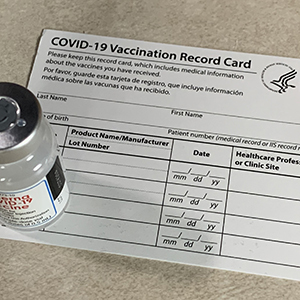 COVID-19 Vaccination Record Card
Please keep this record card, which includes medical information
about the vaccines you have received.
Por favor, guarde esta tarjeta de registro, que incluye información
médica sobre las vacunas que ha recibido.
Last Name
First Name
of birth
Patient number (medical record or IIS record
Product Name/Manufacturer
Lot Number
Date
Healthcare Profes
or Clinic Site
mm dd yy
mm dd yy
mm dd yy
mm dd yy